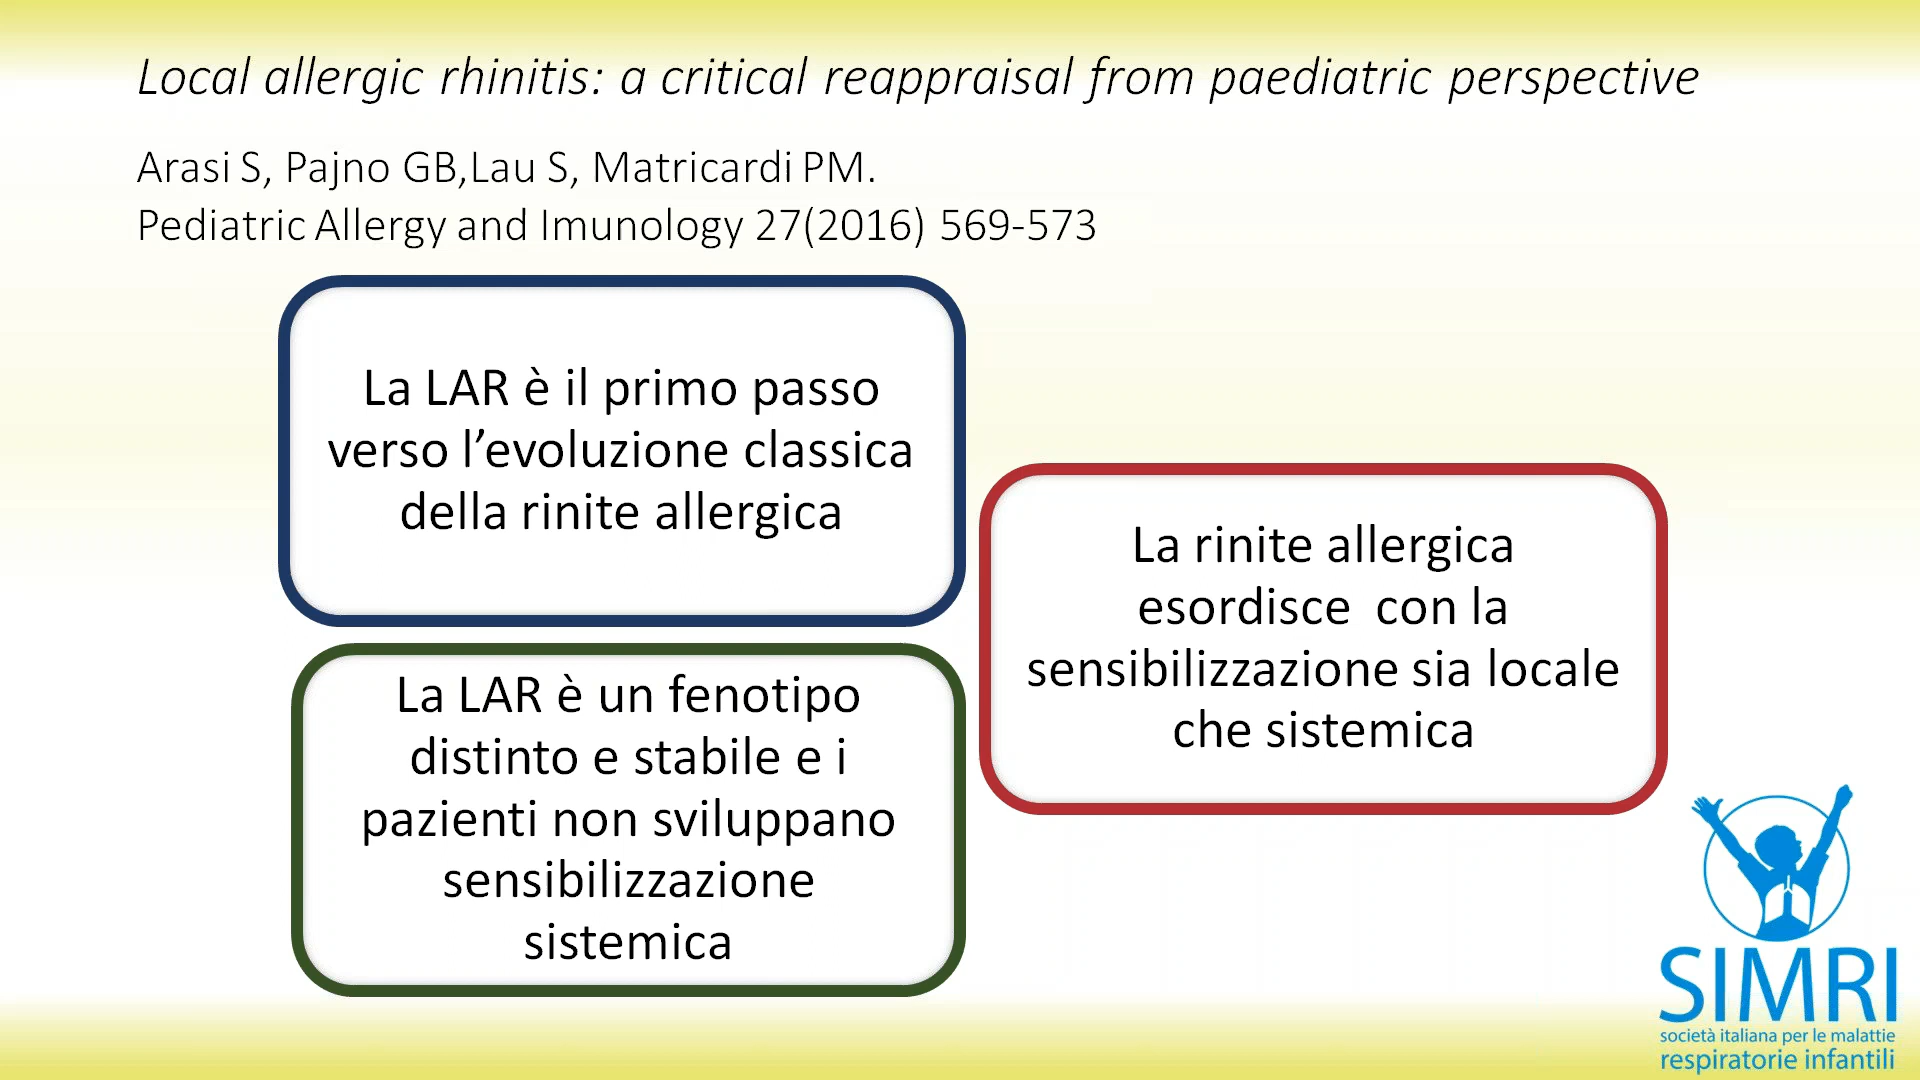 Local allergic rhinitis: a critical reappraisal from paediatric perspective
Arasi S, Pajno GB,Lau S, Matricardi PM.
Pediatric Allergy and Imunology 27(2016) 569-573
La LAR è il primo passo
verso l’evoluzione classica
della rinite allergica
La LAR è un fenotipo
distinto e stabile e i
pazienti non sviluppano
sensibilizzazione
sistemica
La rinite allergica
esordisce con la
sensibilizzazione sia locale
che sistemica
SIMRI
società italiana per le malattie
respiratorie infantili